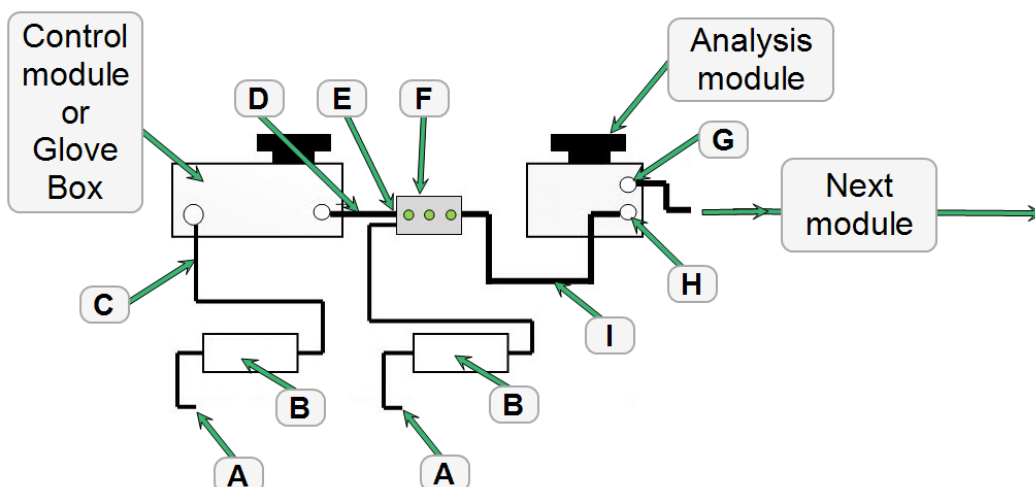 Control
module
or
Glove
Box
D
E
F
Analysis
module
G
Next
module
C
H
I
B
B
A
A